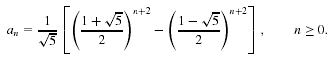 $a_n = \frac{1}{\sqrt{5}} \left[ \left( \frac{1+\sqrt{5}}{2} \right)^{n+2} - \left( \frac{1-\sqrt{5}}{2} \right)^{n+2} \right], \qquad n \geq 0.$